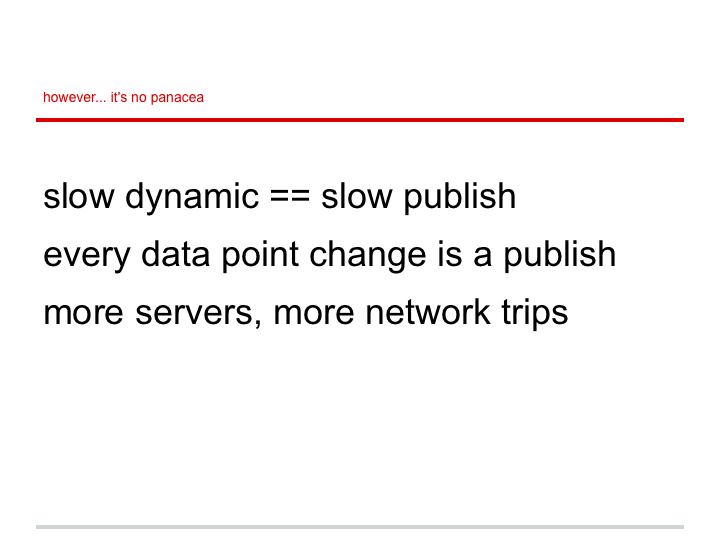 however... it's no panacea
slow dynamic == slow publish
every data point change is a publish
more servers, more network trips